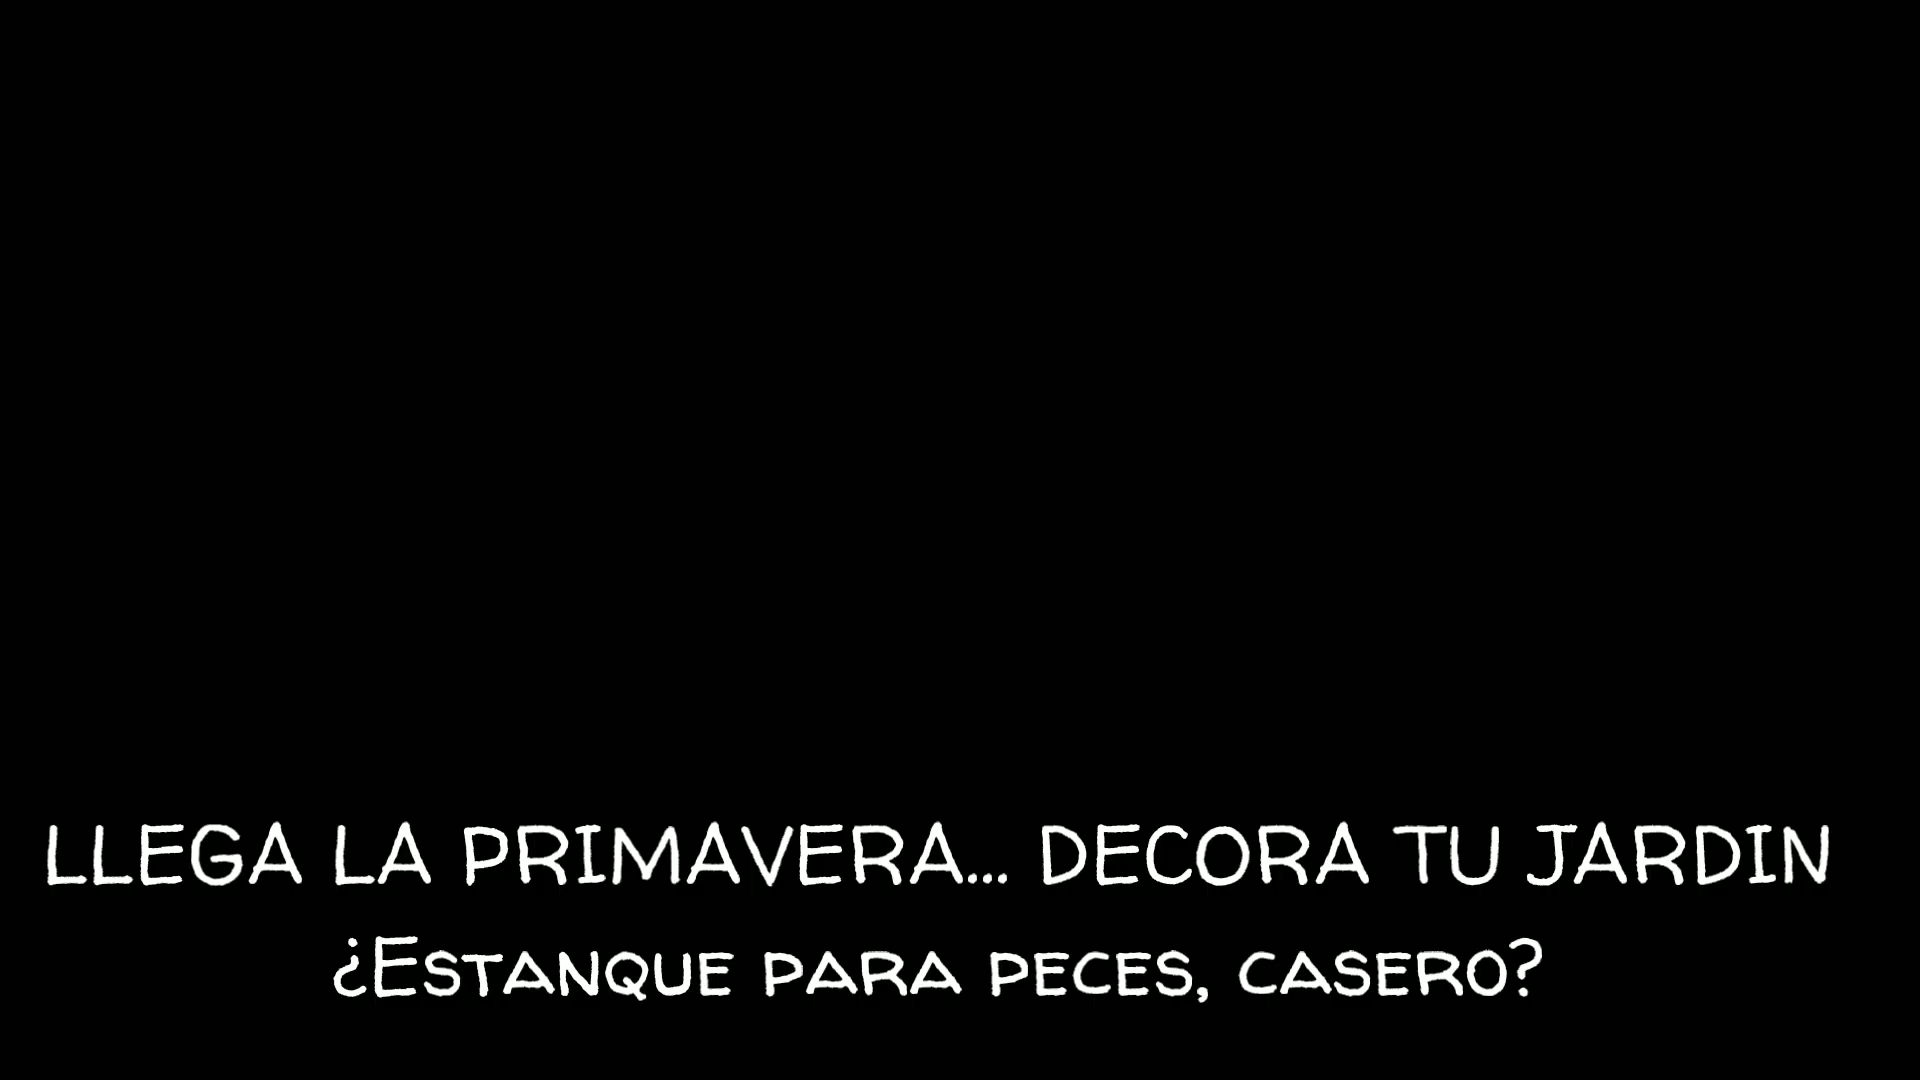 LLEGA LA PRIMAVERA... DECORA TU JARDIN
¿Estanque para peces, casero?